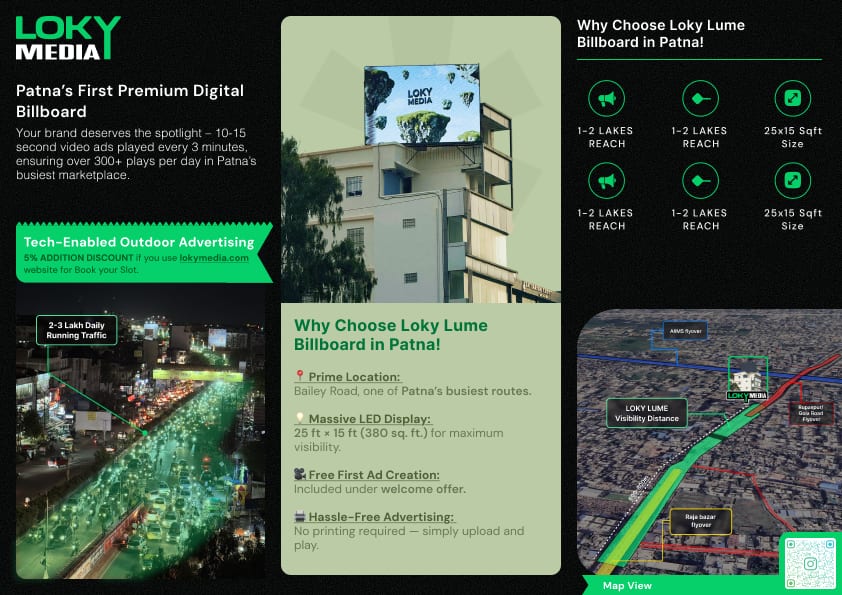 LOKY
MEDIA
Patna's First Premium Digital
Billboard
Your brand deserves the spotlight – 10-15
second video ads played every 3 minutes,
ensuring over 300+ plays per day in Patna's
busiest marketplace.
Tech-Enabled Outdoor Advertising
5% ADDITION DISCOUNT if you use lokymedia.com
website for Book your Slot.
2-3 Lakh Daily
Running Traffic
LOKY
MEDIA
Why Choose Loky Lume
Billboard in Patna!
📍 Prime Location:
Bailey Road, one of Patna's busiest routes.
💡 Massive LED Display:
25 ft × 15 ft (380 sq. ft.) for maximum
visibility.
🎥 Free First Ad Creation:
Included under welcome offer.
🖨 Hassle-Free Advertising:
No printing required — simply upload and
play.
Why Choose Loky Lume
Billboard in Patna!
1-2 LAKES
REACH
1-2 LAKES
REACH
25x15 Sqft
Size
1-2 LAKES
REACH
1-2 LAKES
REACH
25x15 Sqft
Size
AIIMS flyover
LOKY MEDIA
LOKY LUME
Visibility Distance
Rupaspur/
Gola Road
Flyover
Raja bazar
flyover
Map View